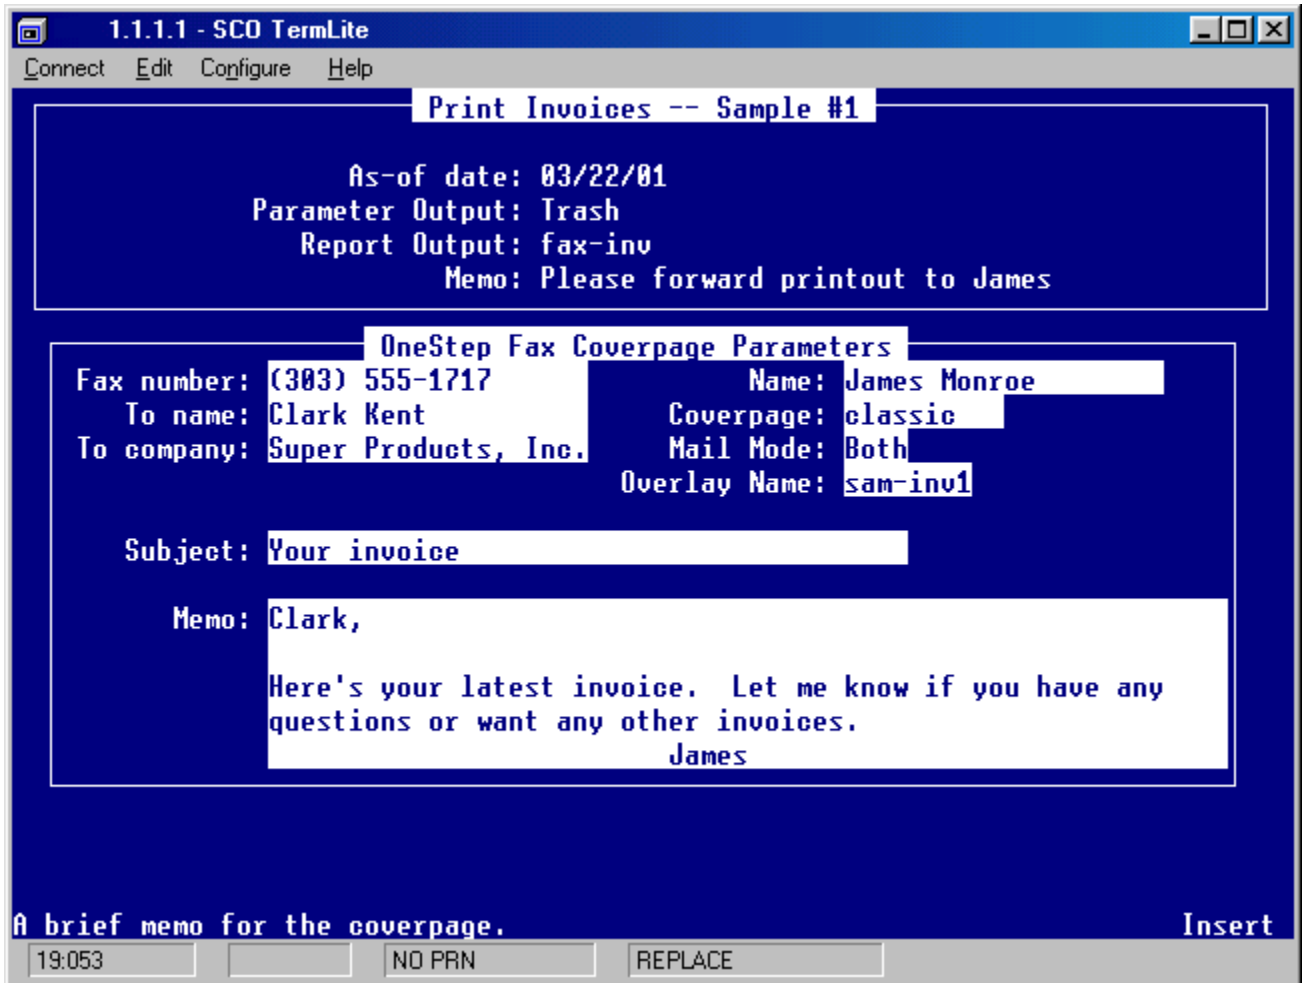 1.1.1.1 - SCO TermLite
Connect Edit Configure Help
Print Invoices -- Sample #1
As-of date: 03/22/01
Parameter Output: Trash
Report Output: fax-inv
Memo: Please forward printout to James
OneStep Fax Coverpage Parameters
Fax number: (303) 555-1717 Name: James Monroe
To name: Clark Kent Coverpage: classic
To company: Super Products, Inc. Mail Mode: Both
Overlay Name: sam-inv1
Subject: Your invoice
Memo: Clark,
Here's your latest invoice. Let me know if you have any
questions or want any other invoices.
James
A brief memo for the coverpage. Insert
19:053 NO PRN REPLACE